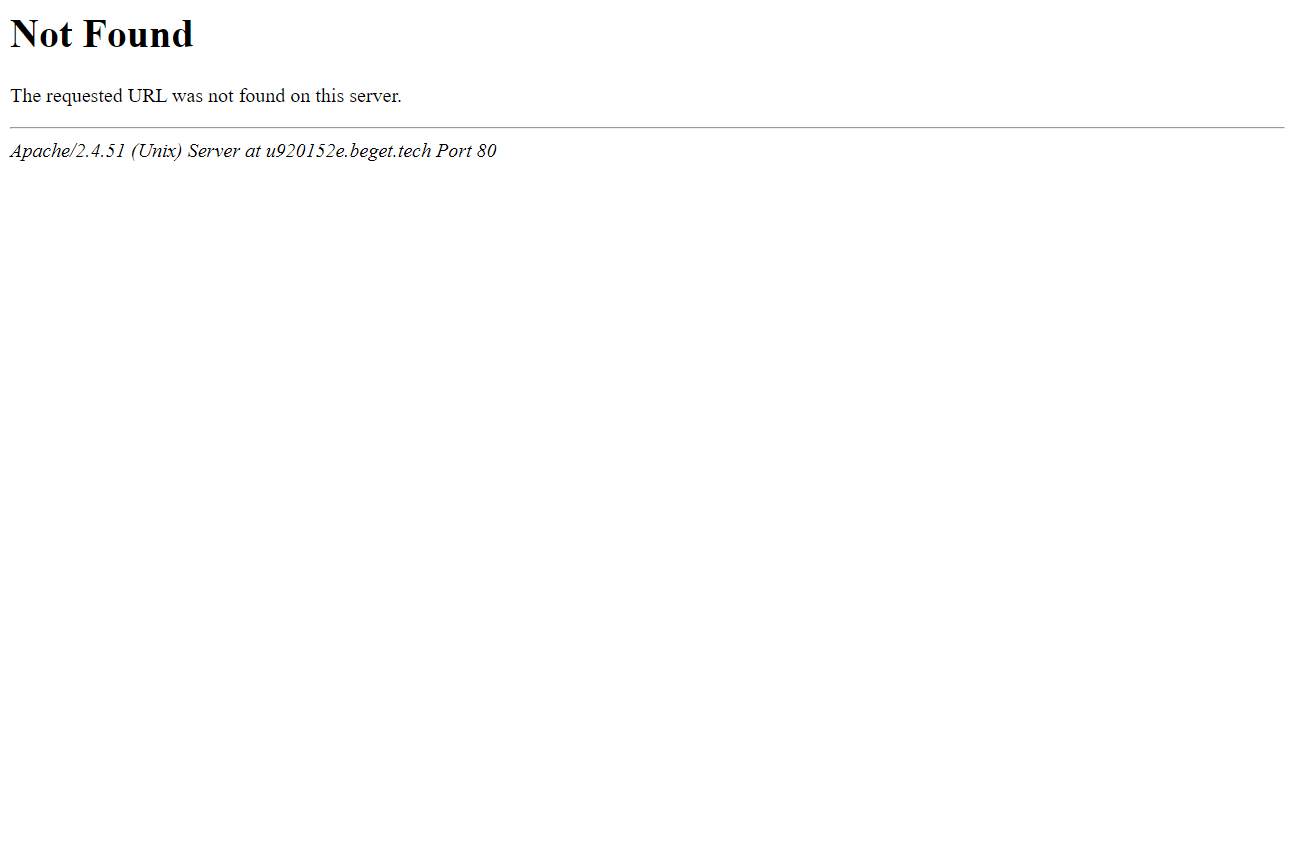 Not Found
The requested URL was not found on this server.
Apache/2.4.51 (Unix) Server at u920152e.beget.tech Port 80